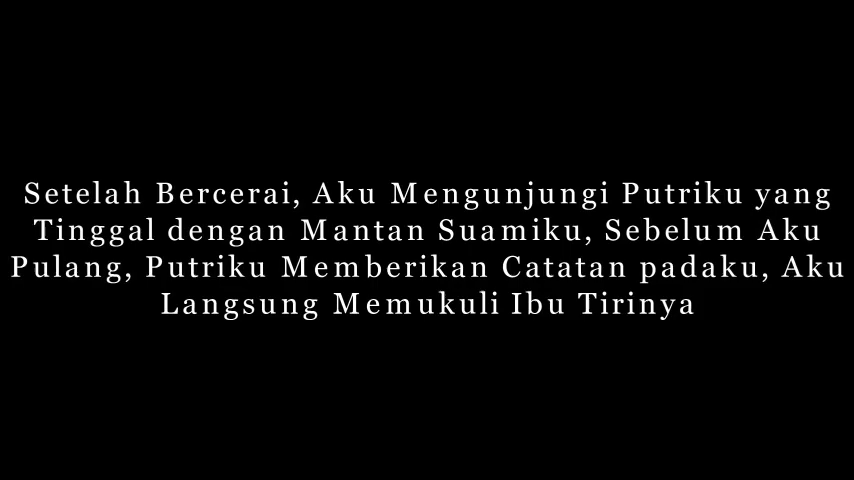 Setelah Bercerai, Aku Mengunjungi Putriku yang
Tinggal dengan Mantan Suamiku, Sebelum Aku
Pulang, Putriku Memberikan Catatan padaku, Aku
Langsung Memukuli Ibu Tirinya